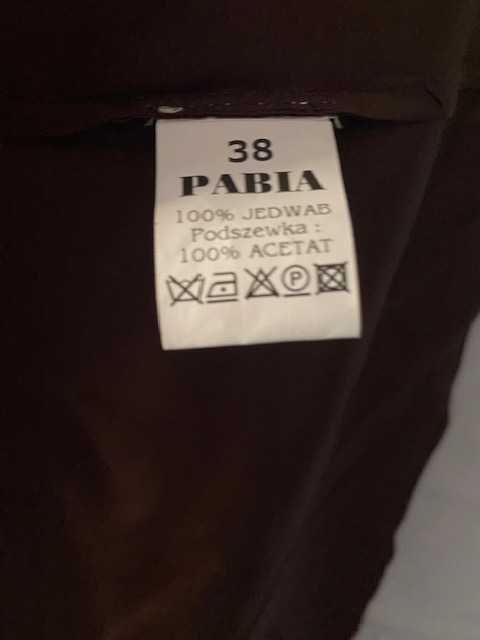 38
PABIA
100% JEDWAB
Podszewka :
100% ACETAT
P